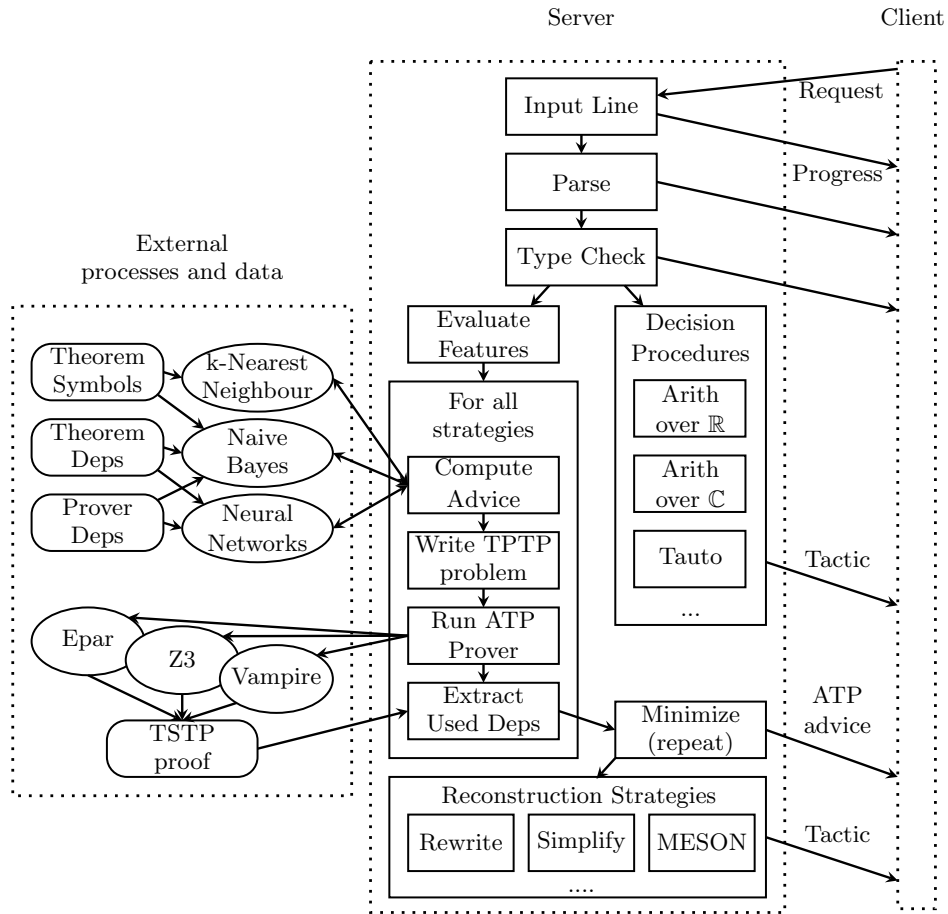 Server
Client
Input Line
Request
Parse
Progress
Type Check
External
processes and data
Evaluate
Features
Decision
Procedures
Theorem
Symbols
k-Nearest
Neighbour
Arith
over ℝ
For all
strategies
Theorem
Deps
Naive
Bayes
Compute
Advice
Arith
over ℂ
Prover
Deps
Neural
Networks
Write TPTP
problem
Tauto
Tactic
...
Epar
Z3
Vampire
Run ATP
Prover
Extract
Used Deps
Minimize
(repeat)
ATP
advice
TSTP
proof
Reconstruction Strategies
Rewrite
Simplify
MESON
Tactic
....